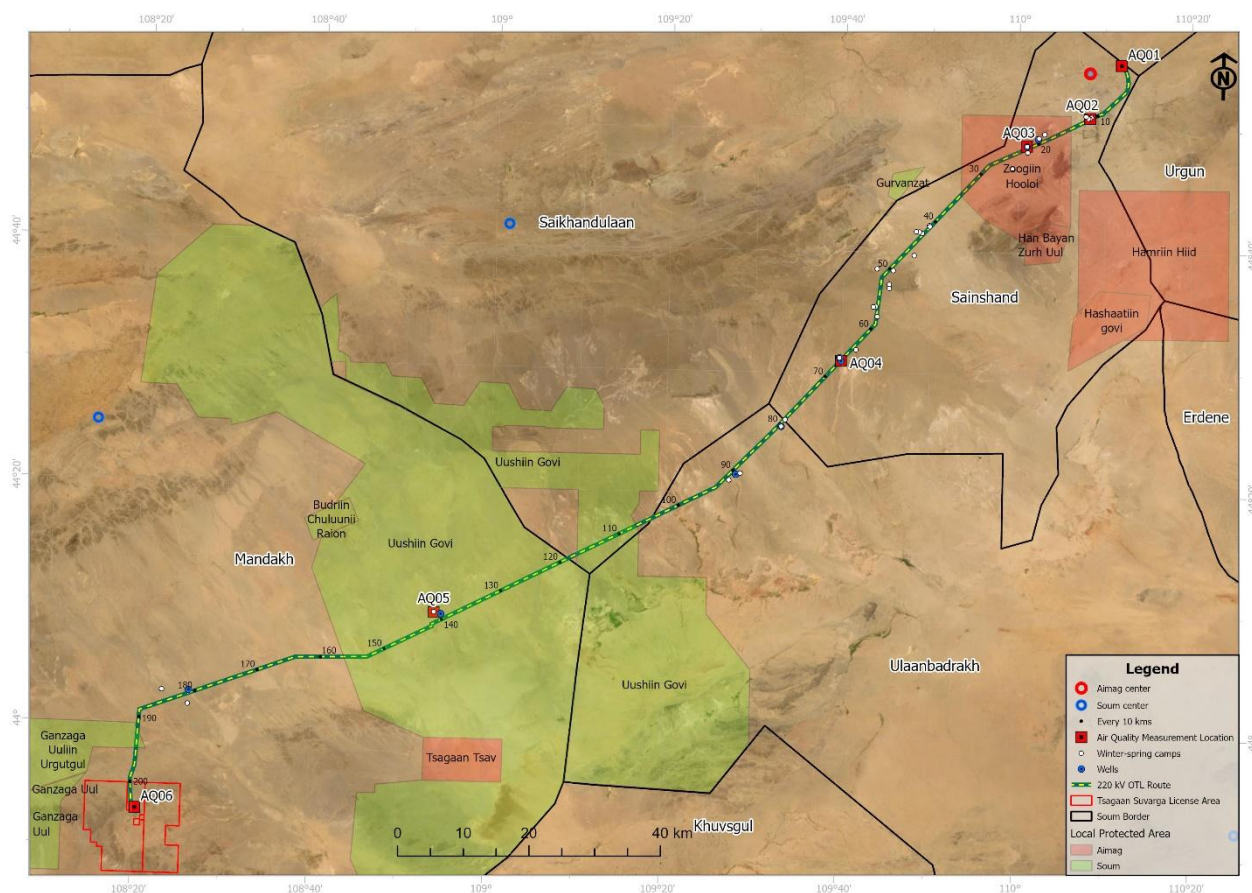 108°20'
108°40'
109°
109°20'
109°40'
110°
110°20'
N
AQ01
AQ02
10
AQ03
20
Zoogiin
Hooloi
30
Urgun
Gurvanzat
44°40'
Saikhandulaan
40
Han Bayan
Zurh Uul
Hamriin Hiid
44°40'
50
Sainshand
Hashaatiin
govi
60
AQ04
70
80
Erdene
44°20'
Uushiin Govi
90
100
44°20'
Budriin
Chuluunii
Raion
Uushiin Govi
110
120
Mandakh
130
AQ05
140
150
160
170
Ulaanbadrakh
Uushiin Govi
180
190
44°
Ganzaga
Uuliin
Urgutgul
Tsagaan Tsav
200
Ganzaga Uul
AQ06
Ganzaga
Uul
Khuvsgul
0 10 20 40 km
Legend
Aimag center
Soum center
Every 10 kms
Air Quality Measurement Location
Winter-spring camps
Wells
220 kV OTL Route
Tsagaan Suvarga License Area
Soum Border
Local Protected Area
Aimag
Soum
108°20'
108°40'
109°
109°20'
109°40'
110°
110°20'